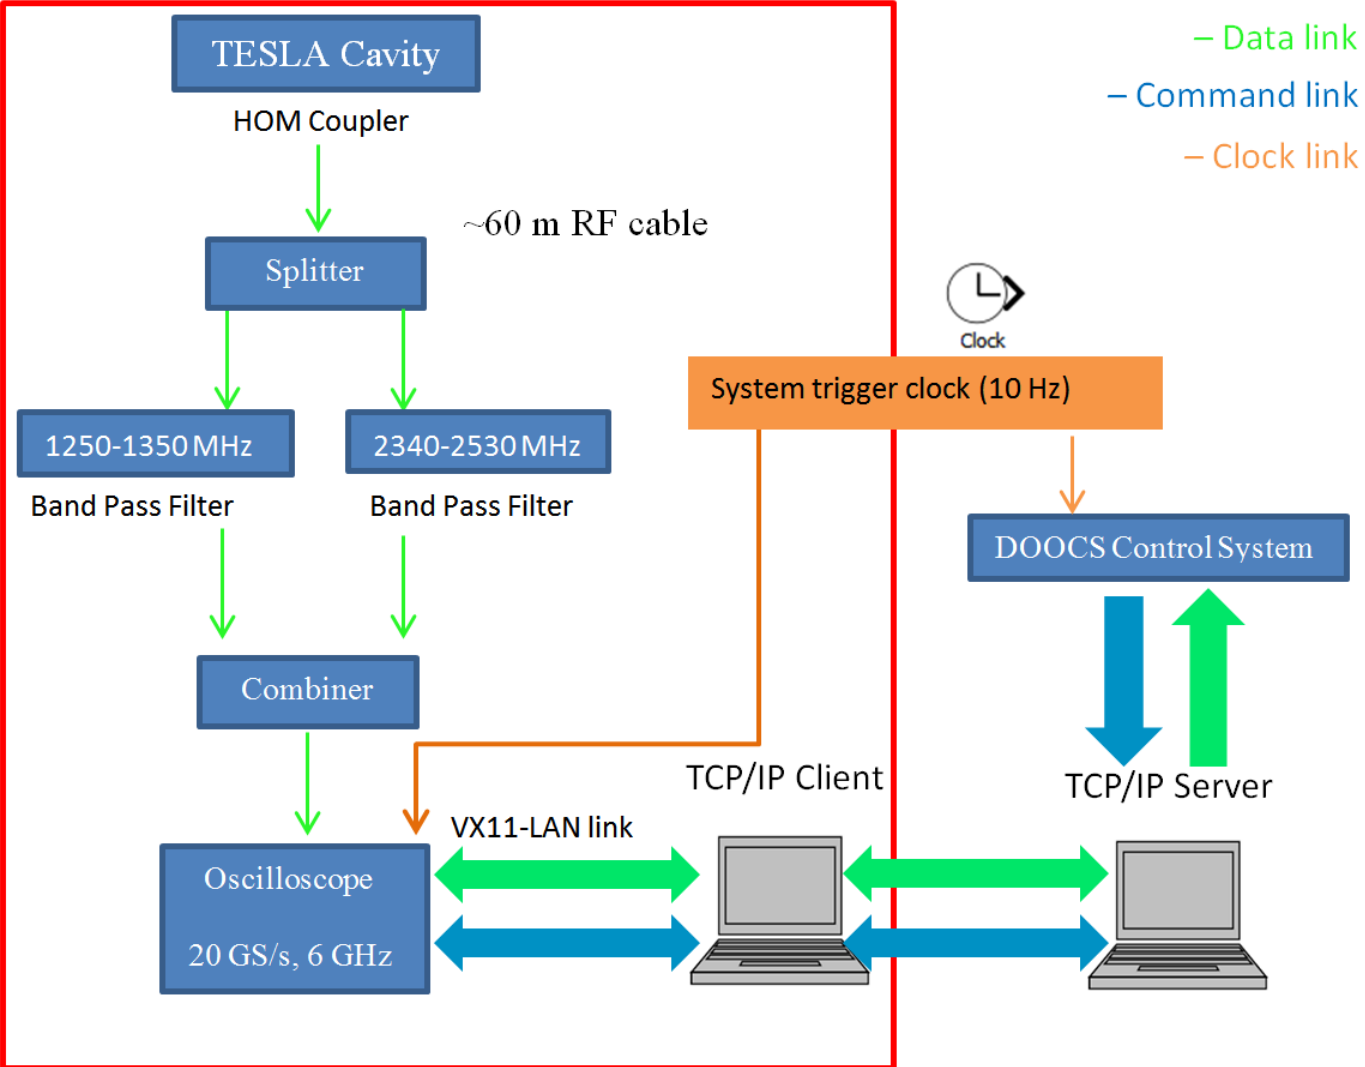 TESLA Cavity
HOM Coupler
~60 m RF cable
Splitter
1250-1350 MHz
2340-2530 MHz
Band Pass Filter
Band Pass Filter
Combiner
Oscilloscope
20 GS/s, 6 GHz
VX11-LAN link
TCP/IP Client
– Data link
– Command link
– Clock link
Clock
System trigger clock (10 Hz)
DOOCS Control System
TCP/IP Server